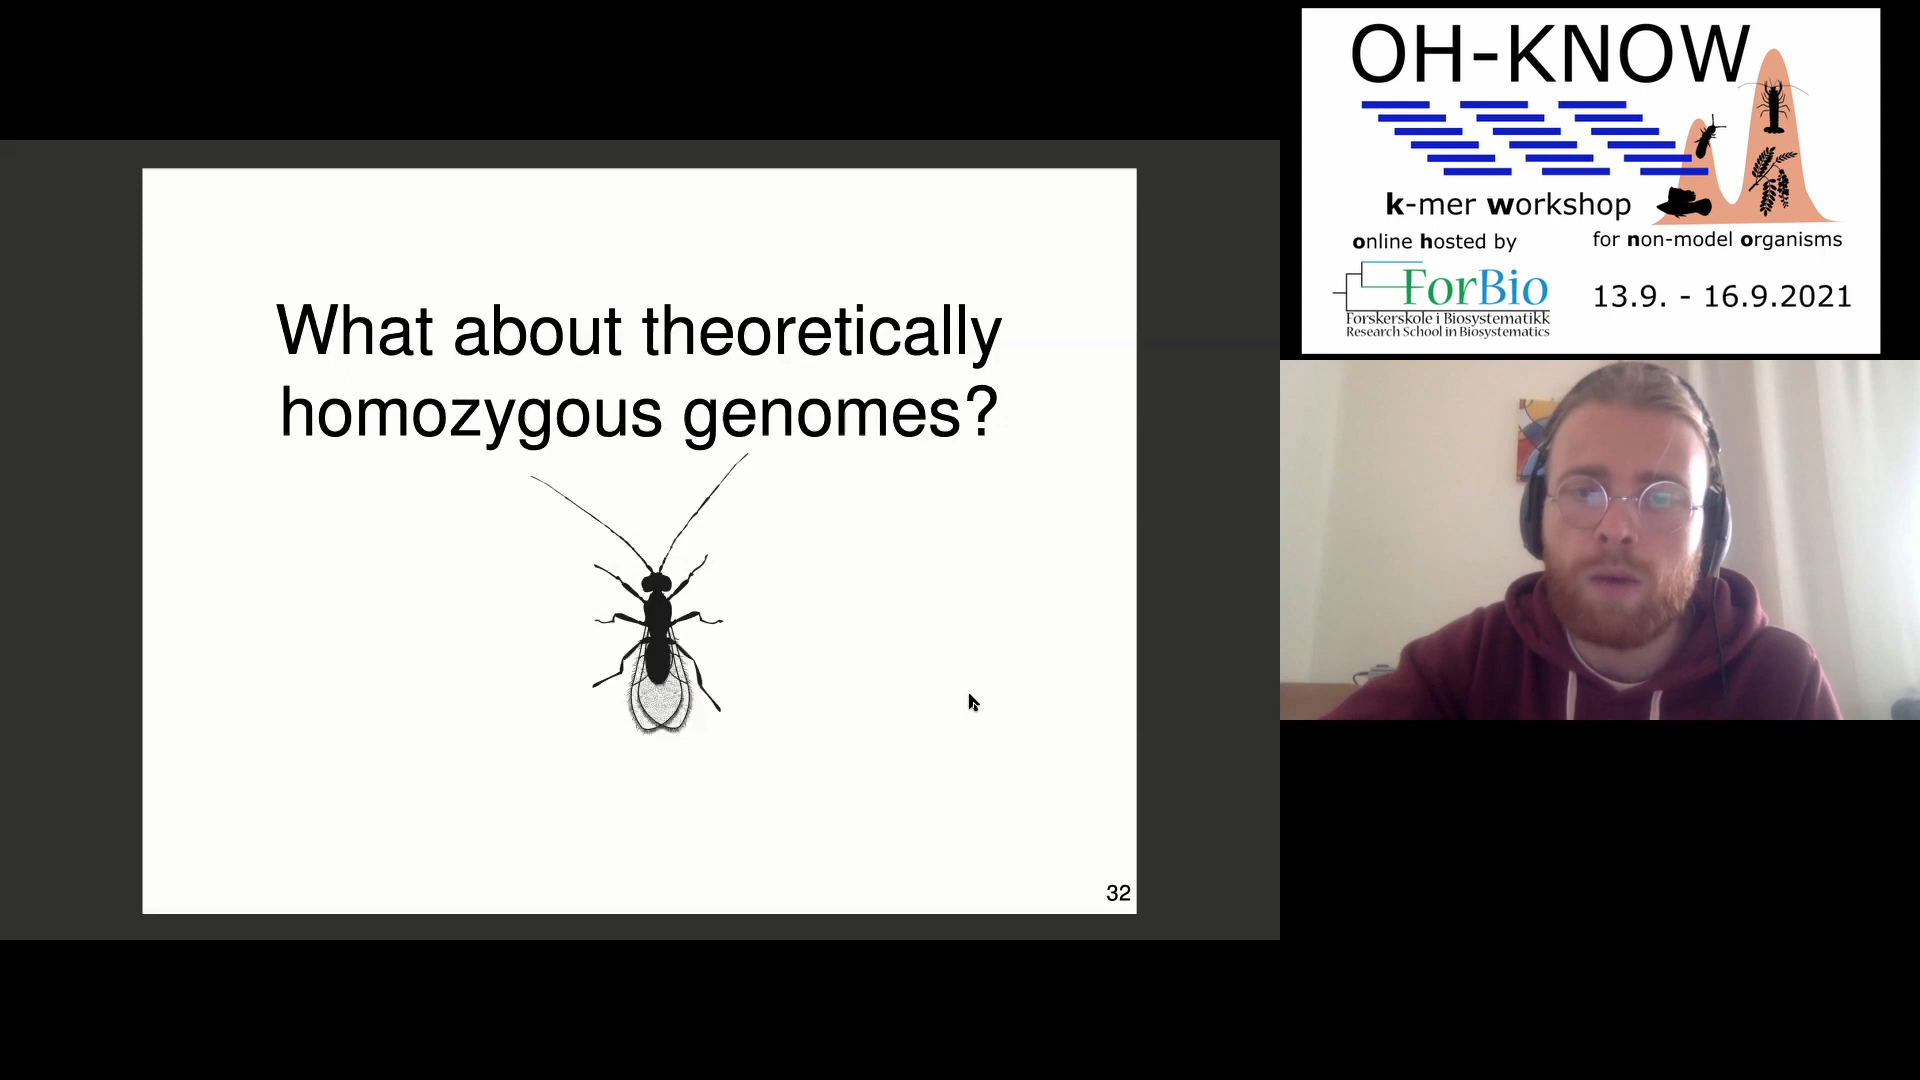 What about theoretically
homozygous genomes?
32
OH-KNOW
k-mer workshop
online hosted by
for non-model organisms
ForBio
Forskerskole i Biosystematikk
Research School in Biosystematics
13.9. - 16.9.2021